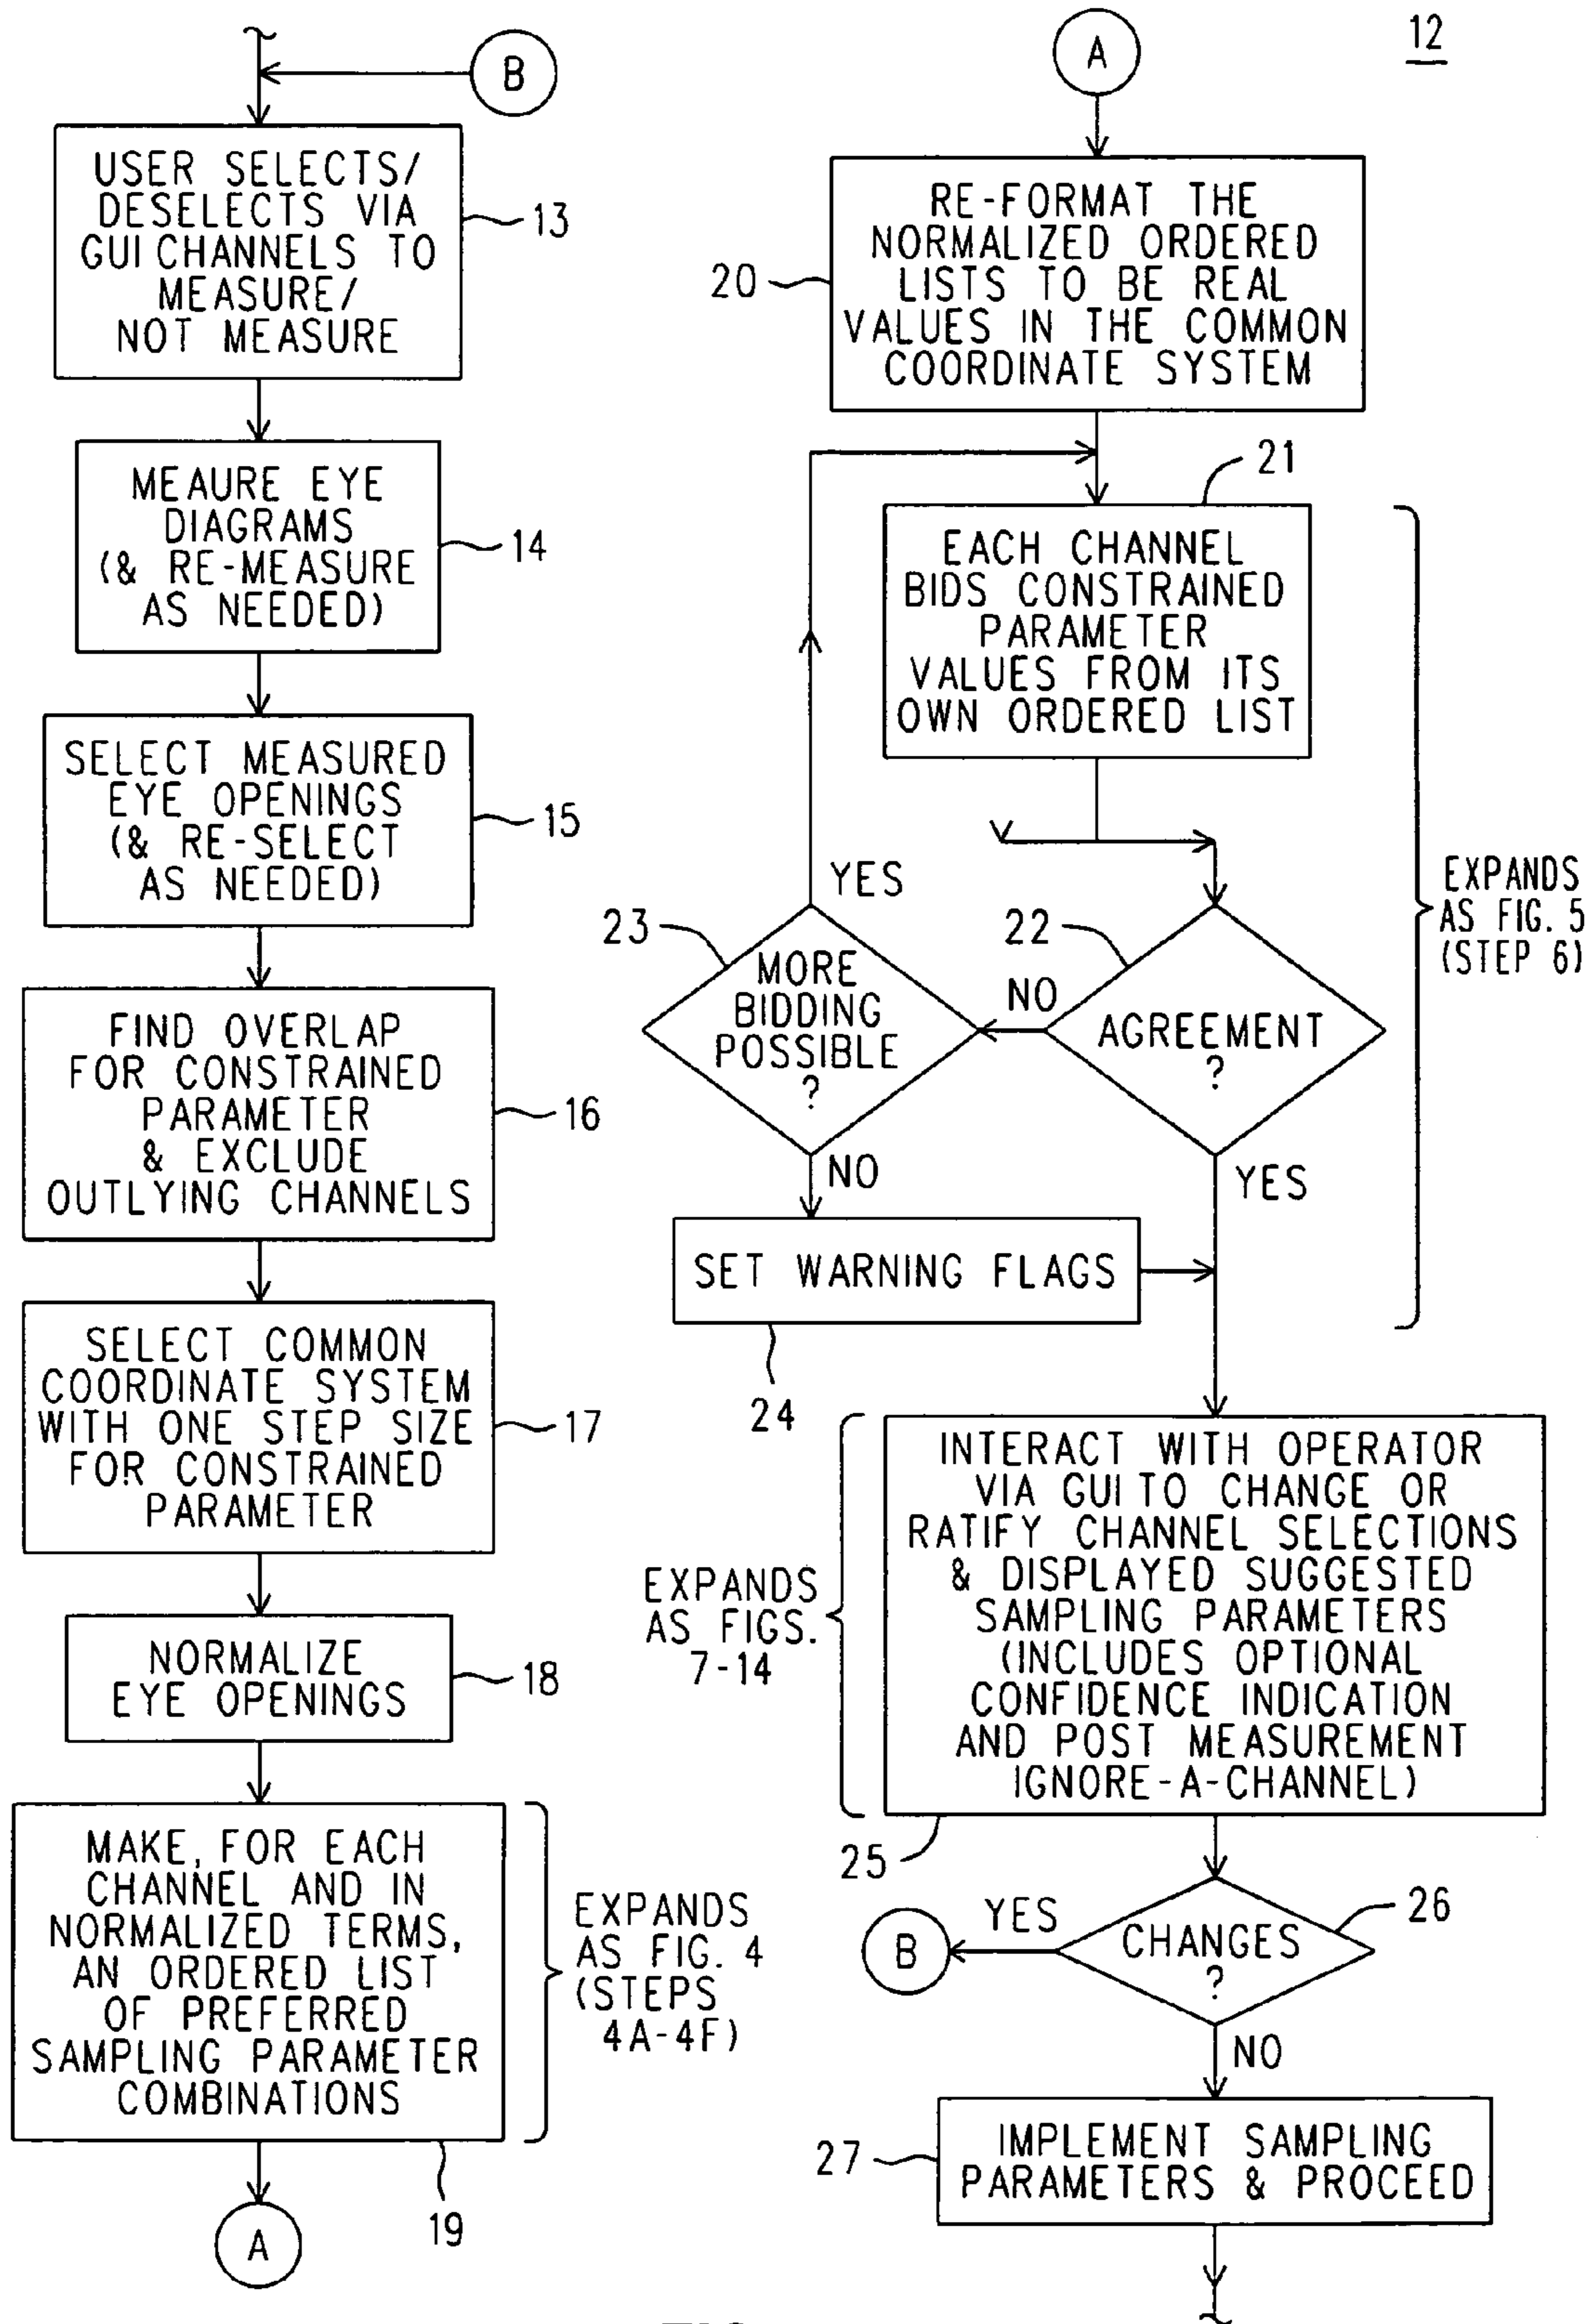 B
USER SELECTS/
DESELECTS VIA
GUI CHANNELS TO
MEASURE/
NOT MEASURE
13
MEAURE EYE
DIAGRAMS
(& RE-MEASURE
AS NEEDED)
14
SELECT MEASURED
EYE OPENINGS
(& RE-SELECT
AS NEEDED)
15
FIND OVERLAP
FOR CONSTRAINED
PARAMETER
& EXCLUDE
OUTLYING CHANNELS
16
SELECT COMMON
COORDINATE SYSTEM
WITH ONE STEP SIZE
FOR CONSTRAINED
PARAMETER
17
NORMALIZE
EYE OPENINGS
18
MAKE, FOR EACH
CHANNEL AND IN
NORMALIZED TERMS,
AN ORDERED LIST
OF PREFERRED
SAMPLING PARAMETER
COMBINATIONS
EXPANDS
AS FIG. 4
(STEPS
4A-4F)
19
A
12
A
RE-FORMAT THE
NORMALIZED ORDERED
LISTS TO BE REAL
VALUES IN THE COMMON
COORDINATE SYSTEM
20
21
EACH CHANNEL
BIDS CONSTRAINED
PARAMETER
VALUES FROM ITS
OWN ORDERED LIST
EXPANDS
AS FIG. 5
(STEP 6)
22
AGREEMENT
?
NO
YES
23
MORE
BIDDING
POSSIBLE
?
YES
NO
SET WARNING FLAGS
24
INTERACT WITH OPERATOR
VIA GUI TO CHANGE OR
RATIFY CHANNEL SELECTIONS
& DISPLAYED SUGGESTED
SAMPLING PARAMETERS
(INCLUDES OPTIONAL
CONFIDENCE INDICATION
AND POST MEASUREMENT
IGNORE-A-CHANNEL)
EXPANDS
AS FIGS.
7-14
25
CHANGES
?
26
YES
B
NO
IMPLEMENT SAMPLING
PARAMETERS & PROCEED
27